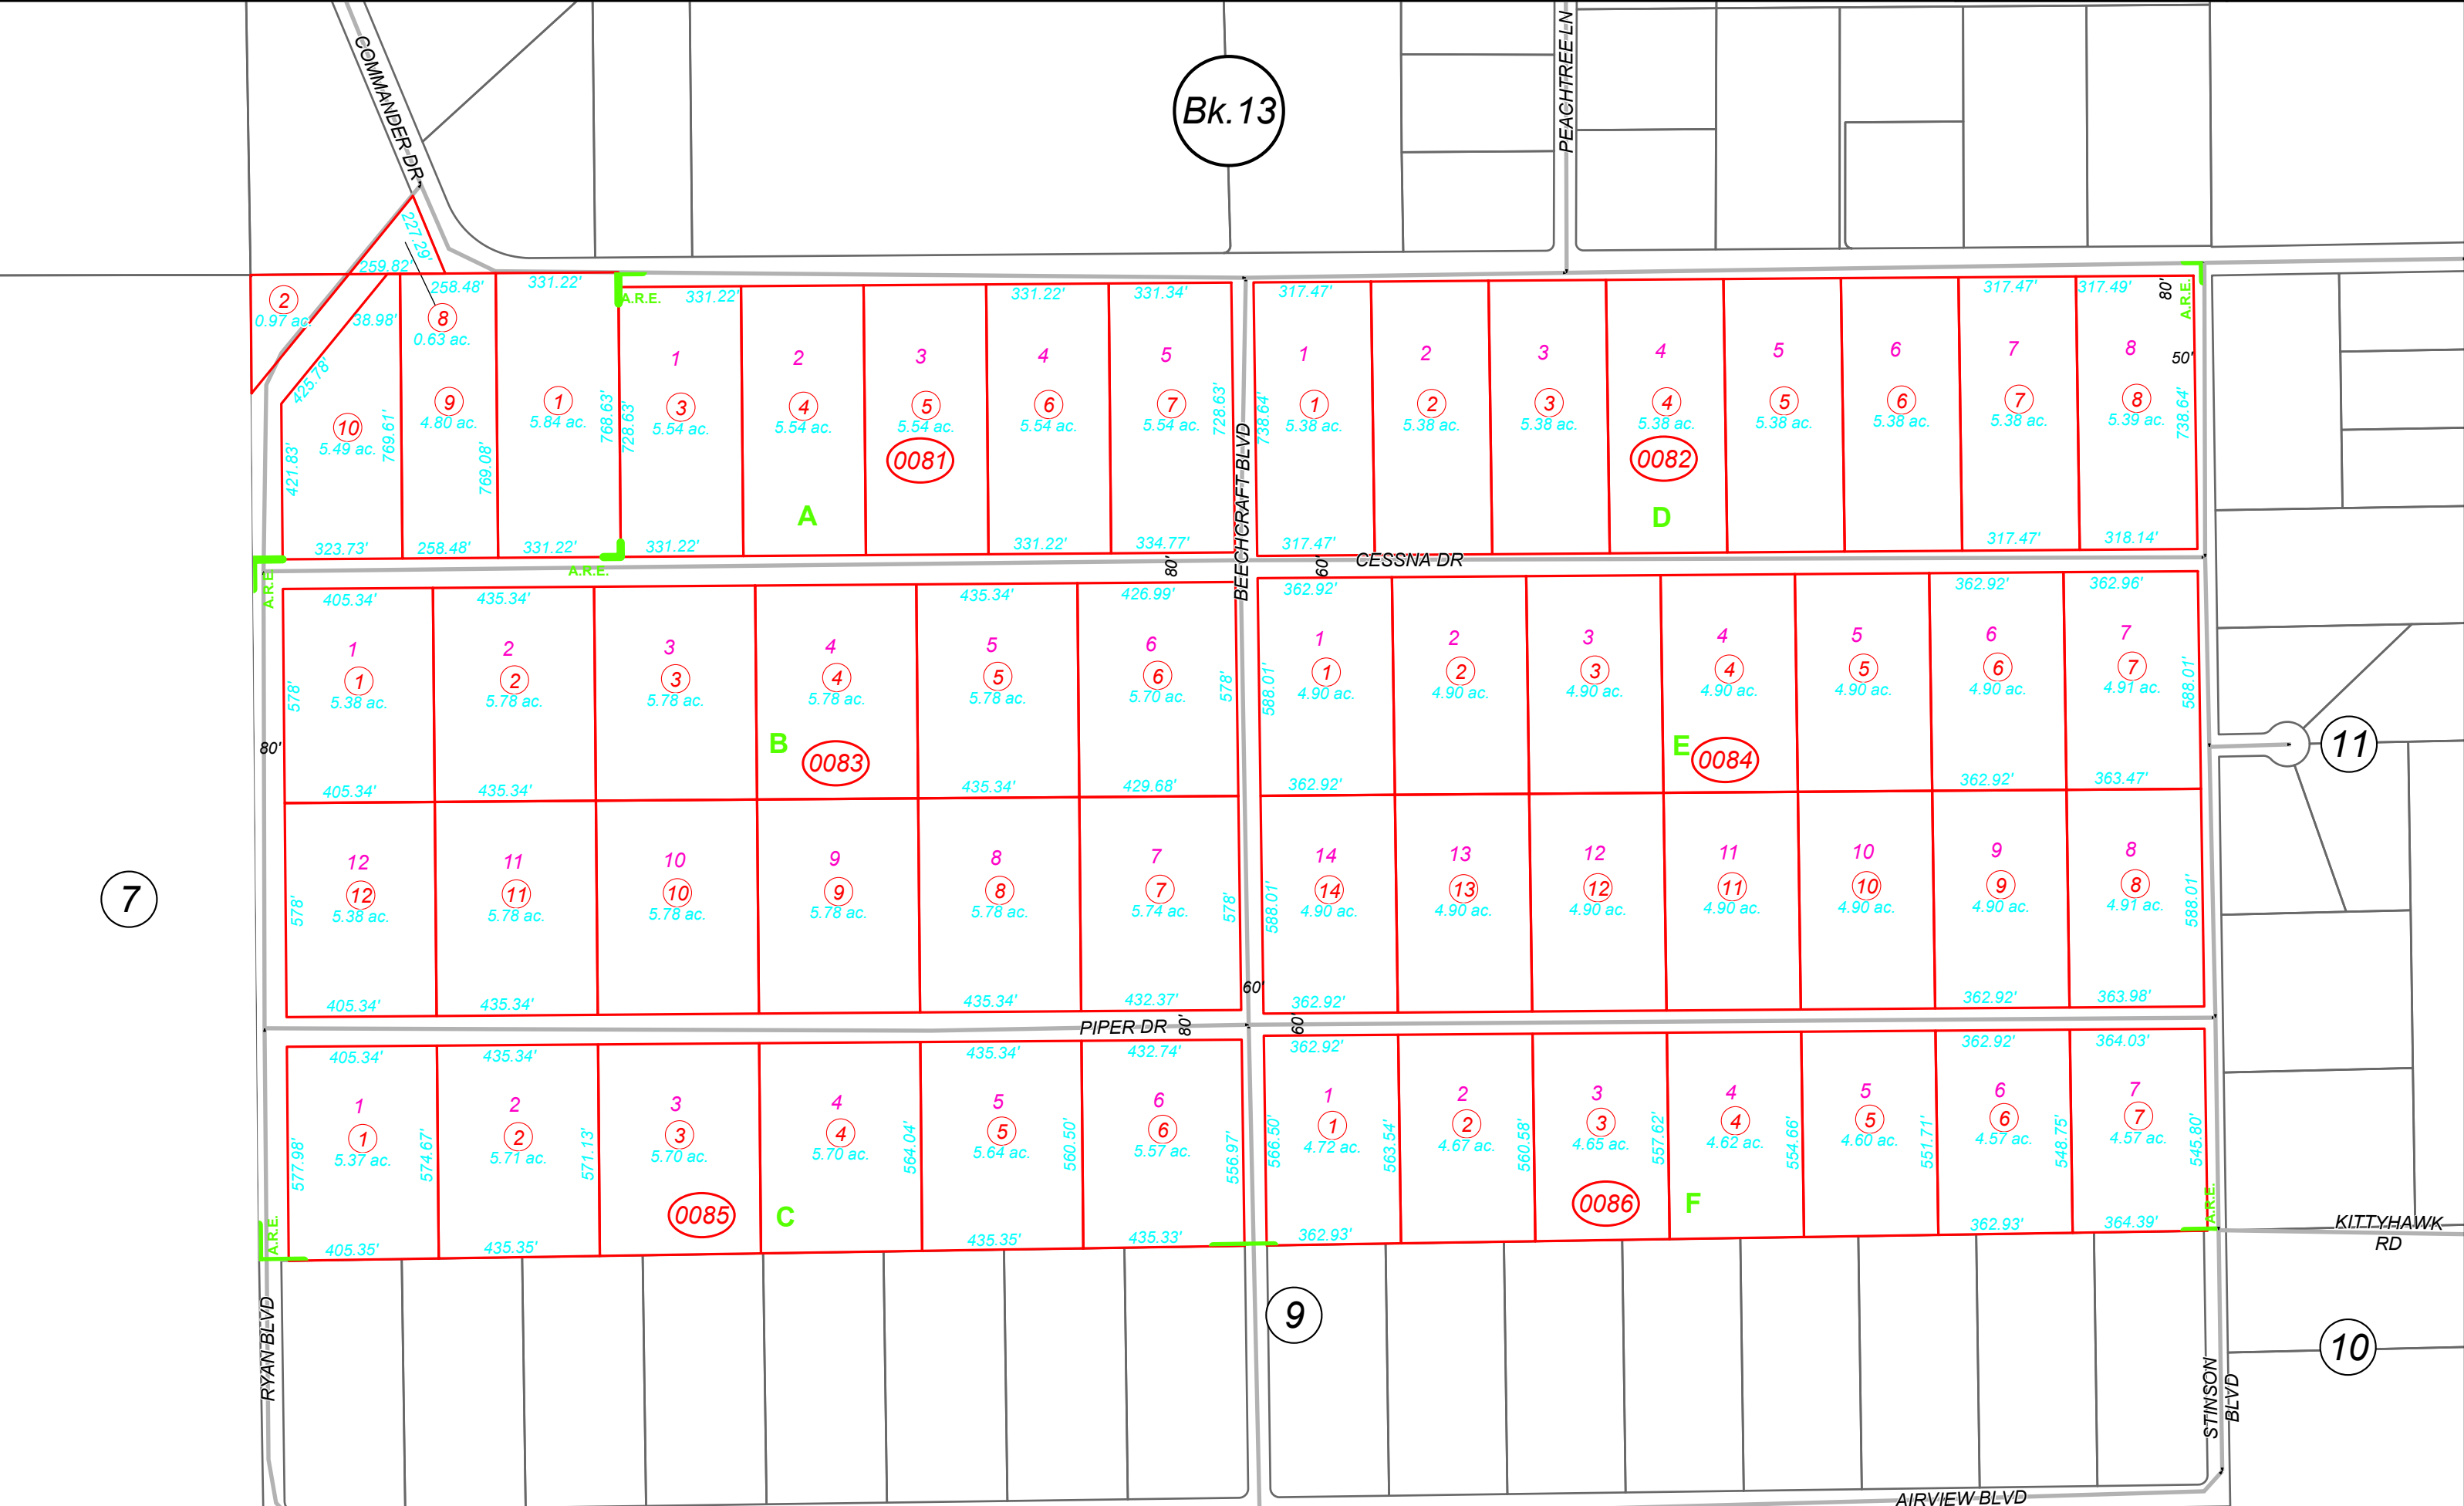 COMMANDER DR
Bk.13
PEACHTREE LN
227.29'
259.82'
2
0.97 ac.
38.98'
258.48'
8
0.63 ac.
331.22'
A.R.E.
331.22'
331.22'
331.34'
317.47'
317.47'
317.49'
80'
A.R.E.
50'
425.78'
10
5.49 ac.
421.83'
769.61'
9
4.80 ac.
769.08'
1
5.84 ac.
768.63'
728.63'
1
3
5.54 ac.
2
4
5.54 ac.
3
5
5.54 ac.
0081
4
6
5.54 ac.
5
7
5.54 ac.
728.63'
BEECHCRAFT BLVD
738.64'
1
1
5.38 ac.
2
2
5.38 ac.
3
3
5.38 ac.
4
4
5.38 ac.
0082
5
5
5.38 ac.
6
6
5.38 ac.
7
7
5.38 ac.
8
8
5.39 ac.
738.64'
A
D
323.73'
258.48'
331.22'
331.22'
331.22'
334.77'
317.47'
317.47'
318.14'
A.R.E.
A.R.E.
80'
60'
CESSNA DR
405.34'
435.34'
435.34'
426.99'
362.92'
362.92'
362.96'
578'
1
1
5.38 ac.
2
2
5.78 ac.
3
3
5.78 ac.
4
4
5.78 ac.
5
5
5.78 ac.
6
6
5.70 ac.
578'
588.01'
1
1
4.90 ac.
2
2
4.90 ac.
3
3
4.90 ac.
4
4
4.90 ac.
5
5
4.90 ac.
6
6
4.90 ac.
7
7
4.91 ac.
588.01'
80'
B
0083
E
0084
11
405.34'
435.34'
435.34'
429.68'
362.92'
362.92'
363.47'
7
578'
12
12
5.38 ac.
11
11
5.78 ac.
10
10
5.78 ac.
9
9
5.78 ac.
8
8
5.78 ac.
7
7
5.74 ac.
578'
588.01'
14
14
4.90 ac.
13
13
4.90 ac.
12
12
4.90 ac.
11
11
4.90 ac.
10
10
4.90 ac.
9
9
4.90 ac.
8
8
4.91 ac.
588.01'
405.34'
435.34'
435.34'
432.37'
60'
362.92'
362.92'
363.98'
PIPER DR
80'
60'
405.34'
435.34'
435.34'
432.74'
362.92'
362.92'
364.03'
577.98'
1
1
5.37 ac.
574.67'
2
2
5.71 ac.
571.13'
3
3
5.70 ac.
4
4
5.70 ac.
564.04'
5
5
5.64 ac.
560.50'
6
6
5.57 ac.
556.97'
566.50'
1
1
4.72 ac.
563.54'
2
2
4.67 ac.
560.58'
3
3
4.65 ac.
557.62'
4
4
4.62 ac.
554.66'
5
5
4.60 ac.
551.71'
6
6
4.57 ac.
548.75'
7
7
4.57 ac.
545.80'
0085
C
0086
F
A.R.E.
A.R.E.
405.35'
435.35'
435.35'
435.33'
362.93'
362.93'
364.39'
KITTYHAWK
RD
RYAN BLVD
9
10
STINSON
BLVD
AIRVIEW BLVD